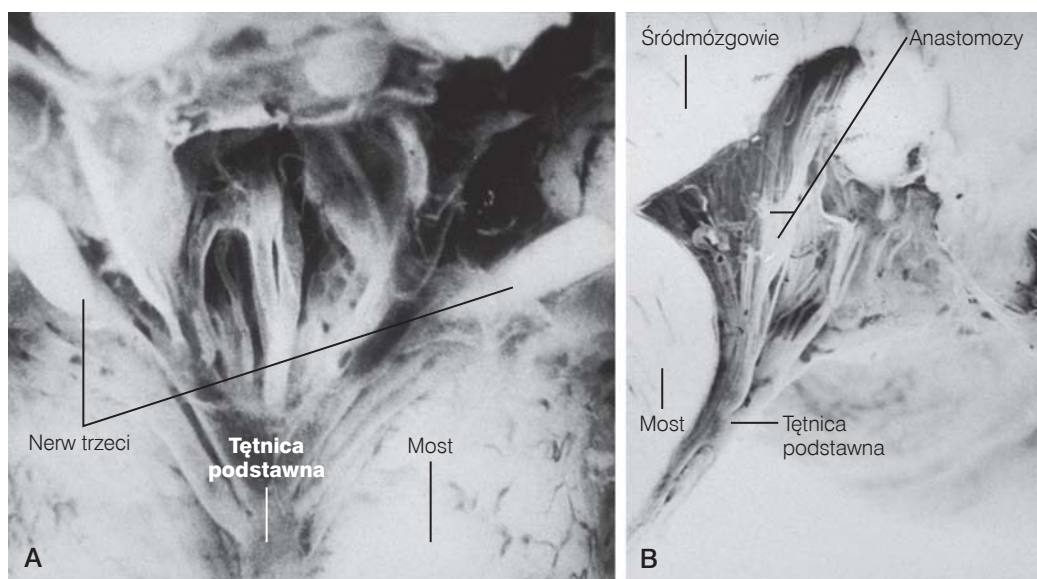 Nerw trzeci
Tętnica
podstawna
Most
A
Śródmózgowie
Anastomozy
Most
Tętnica
podstawna
B